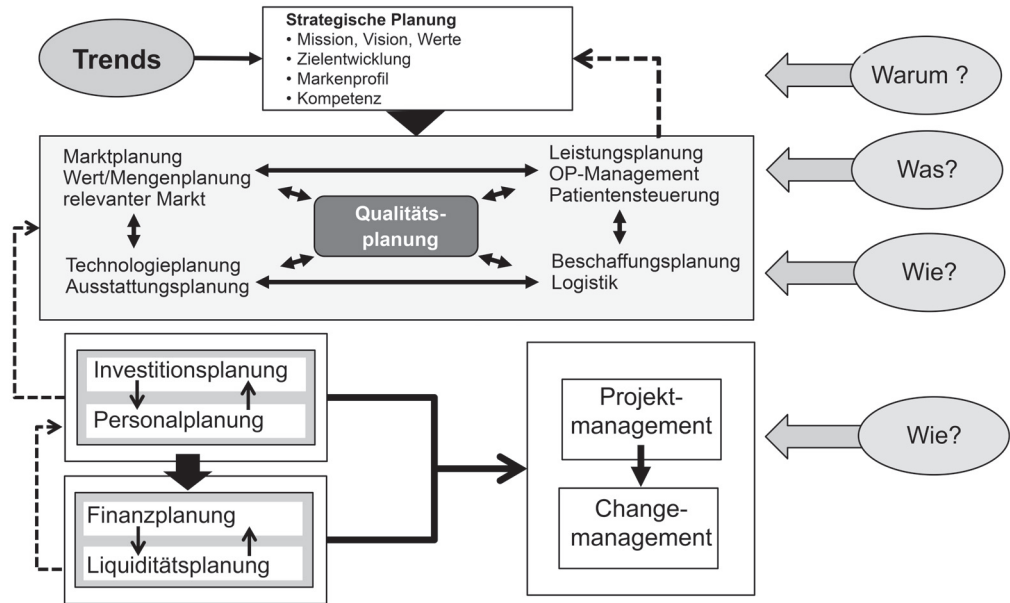 Trends
Strategische Planung
• Mission, Vision, Werte
• Zielentwicklung
• Markenprofil
• Kompetenz
Warum ?
Marktplanung
Wert/Mengenplanung
relevanter Markt
Leistungsplanung
OP-Management
Patientensteuerung
Was?
Qualitäts-
planung
Technologieplanung
Ausstattungsplanung
Beschaffungsplanung
Logistik
Wie?
Investitionsplanung
Personalplanung
Finanzplanung
Liquiditätsplanung
Projekt-
management
Change-
management
Wie?